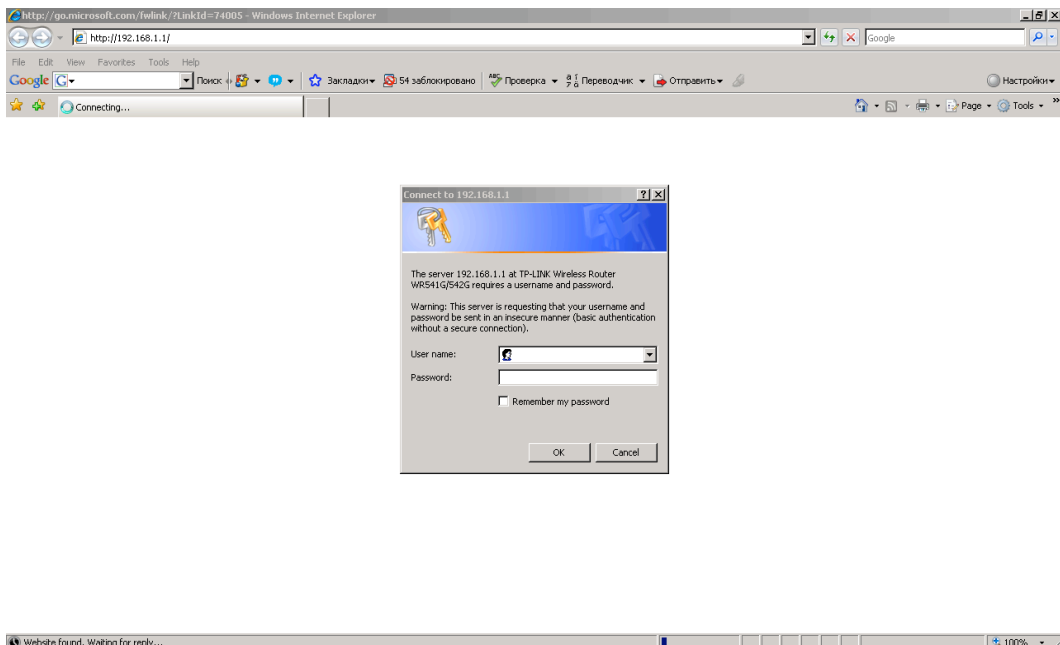 http://go.microsoft.com/fwlink/?LinkId=74005 - Windows Internet Explorer
http://192.168.1.1/
Google
File Edit View Favorites Tools Help
Google G Поиск Закладки 54 заблокировано ABC Проверка Переводчик Отправить Настройки
Connecting... Page Tools »
Connect to 192.168.1.1
The server 192.168.1.1 at TP-LINK Wireless Router
WR541G/542G requires a username and password.
Warning: This server is requesting that your username and
password be sent in an insecure manner (basic authentication
without a secure connection).
User name:
Password:
Remember my password
OK Cancel
Website found. Waiting for reply... 100%